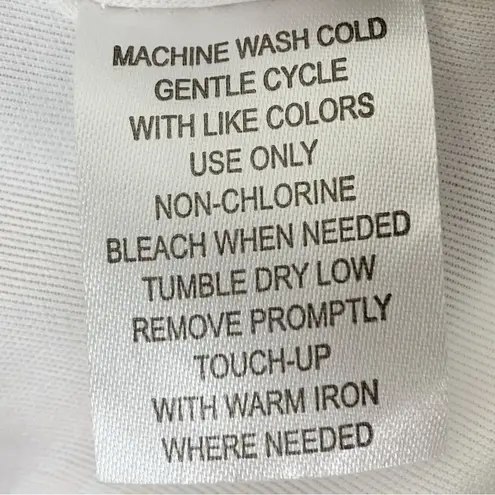 MACHINE WASH COLD
GENTLE CYCLE
WITH LIKE COLORS
USE ONLY
NON-CHLORINE
BLEACH WHEN NEEDED
TUMBLE DRY LOW
REMOVE PROMPTLY
TOUCH-UP
WITH WARM IRON
WHERE NEEDED